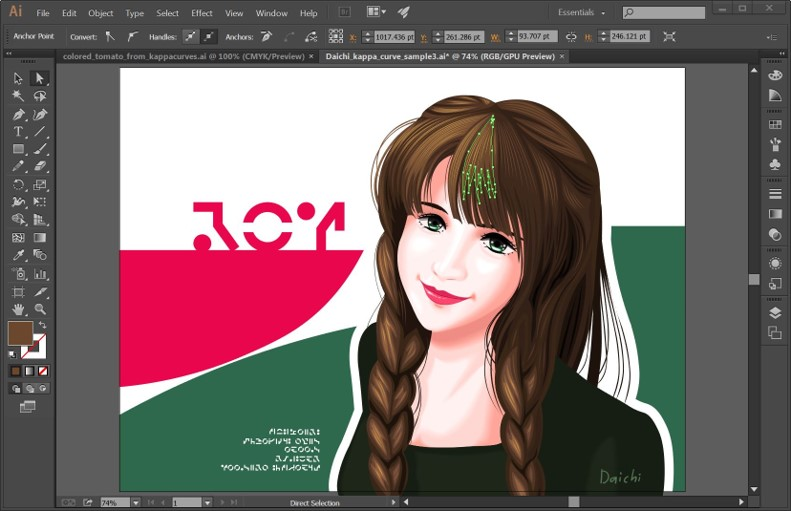 Ai File Edit Object Type Select Effect View Window Help Essentials
Anchor Point Convert: Handles: Anchors: X: 1017.436 pt Y: 261.286 pt W: 93.707 pt H: 246.121 pt
colored_tomato_from_kappacurves.ai @ 100% (CMYK/Preview) × Daichi_kappa_curve_sample3.ai* @ 74% (RGB/GPU Preview) ×
Daichi
74% 1 Direct Selection